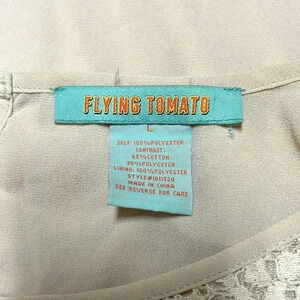 FLYING TOMATO
L
SELF: 100%POLYESTER
CONTRAST:
65%COTTON
35%POLYESTER
LINING: 100%POLYESTER
STYLE#IQ11520
MADE IN CHINA
SEE REVERSE FOR CARE